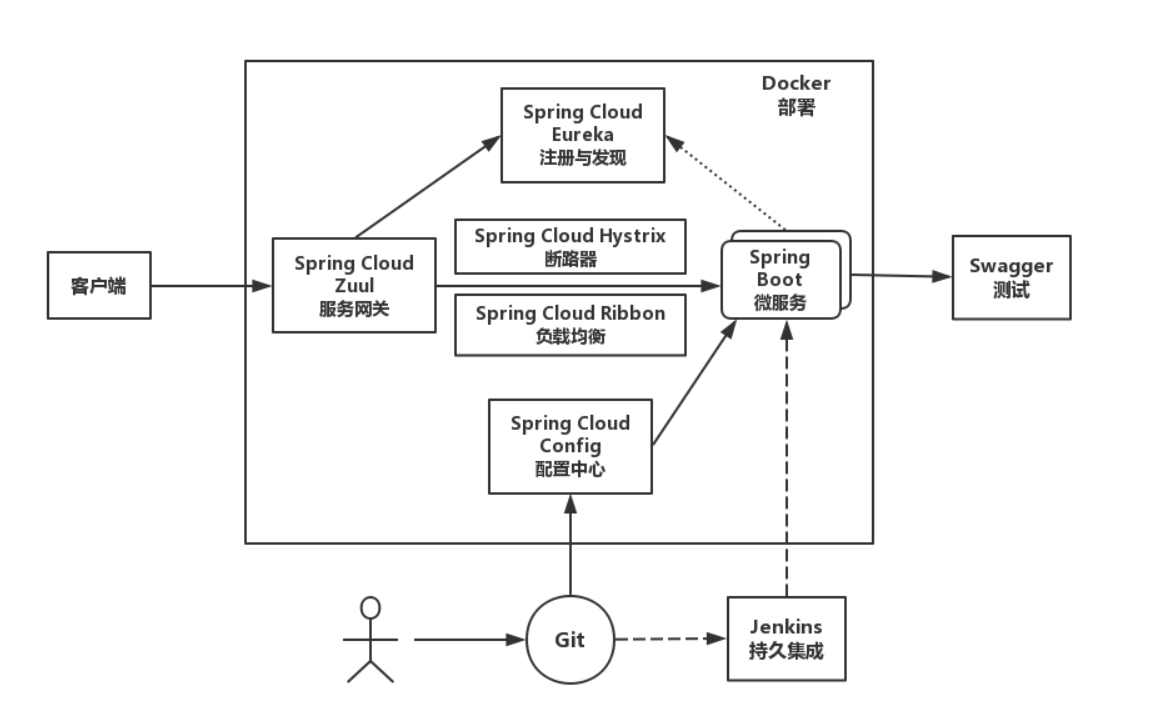 Docker
部署
Spring Cloud
Eureka
注册与发现
Spring Cloud Hystrix
断路器
客户端
Spring Cloud
Zuul
服务网关
Spring
Boot
微服务
Swagger
测试
Spring Cloud Ribbon
负载均衡
Spring Cloud
Config
配置中心
Git
Jenkins
持久集成